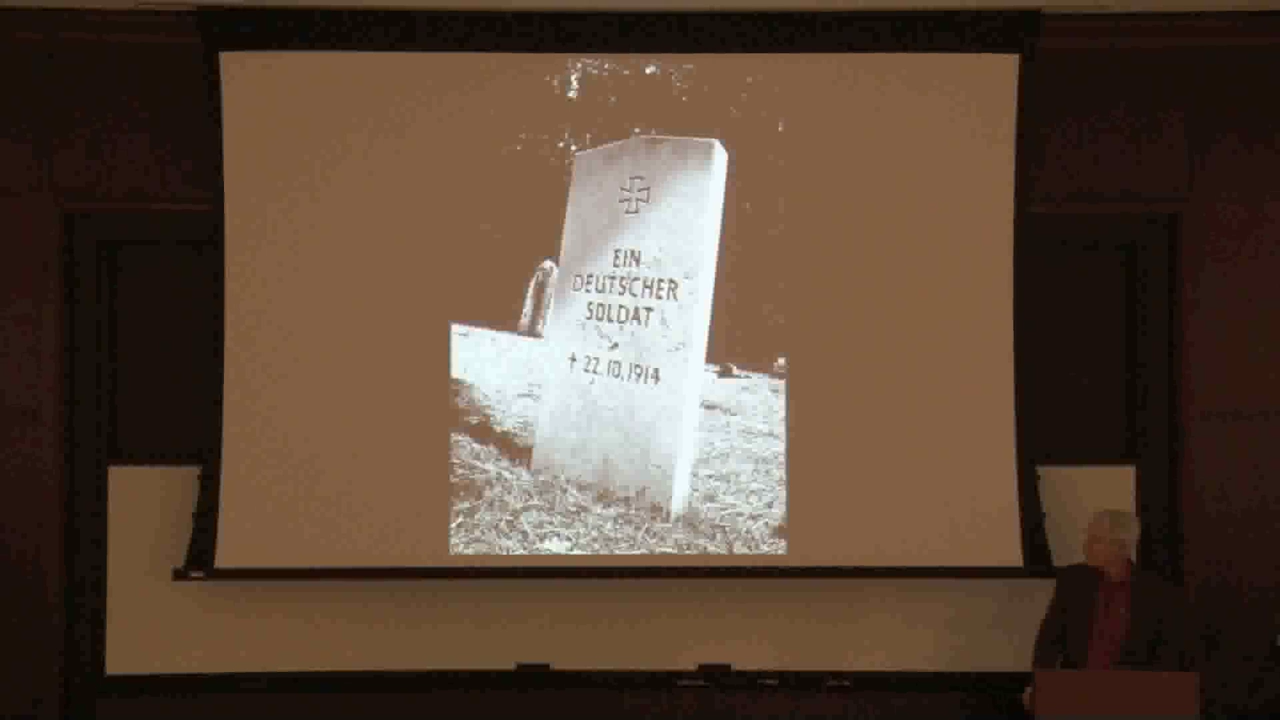 EIN
DEUTSCHER
SOLDAT
† 22.10.1914